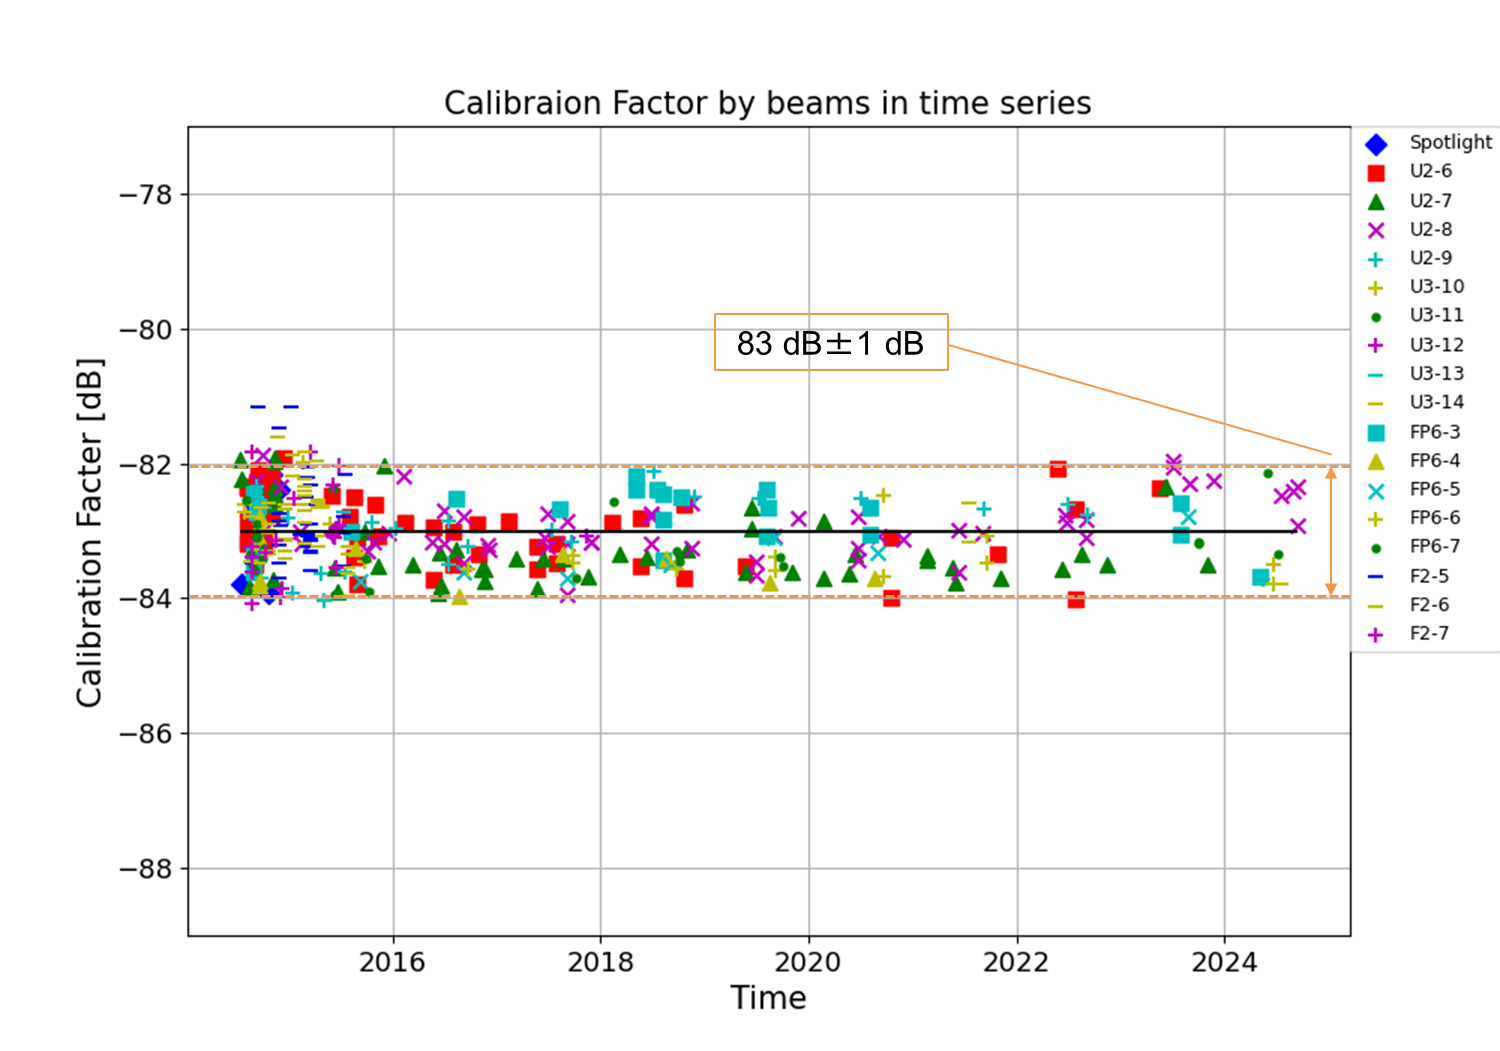 Calibraion Factor by beams in time series
Calibration Facter [dB]
−78
−80
−82
−84
−86
−88
83 dB±1 dB
2016
2018
2020
2022
2024
Time
Spotlight
U2-6
U2-7
U2-8
U2-9
U3-10
U3-11
U3-12
U3-13
U3-14
FP6-3
FP6-4
FP6-5
FP6-6
FP6-7
F2-5
F2-6
F2-7